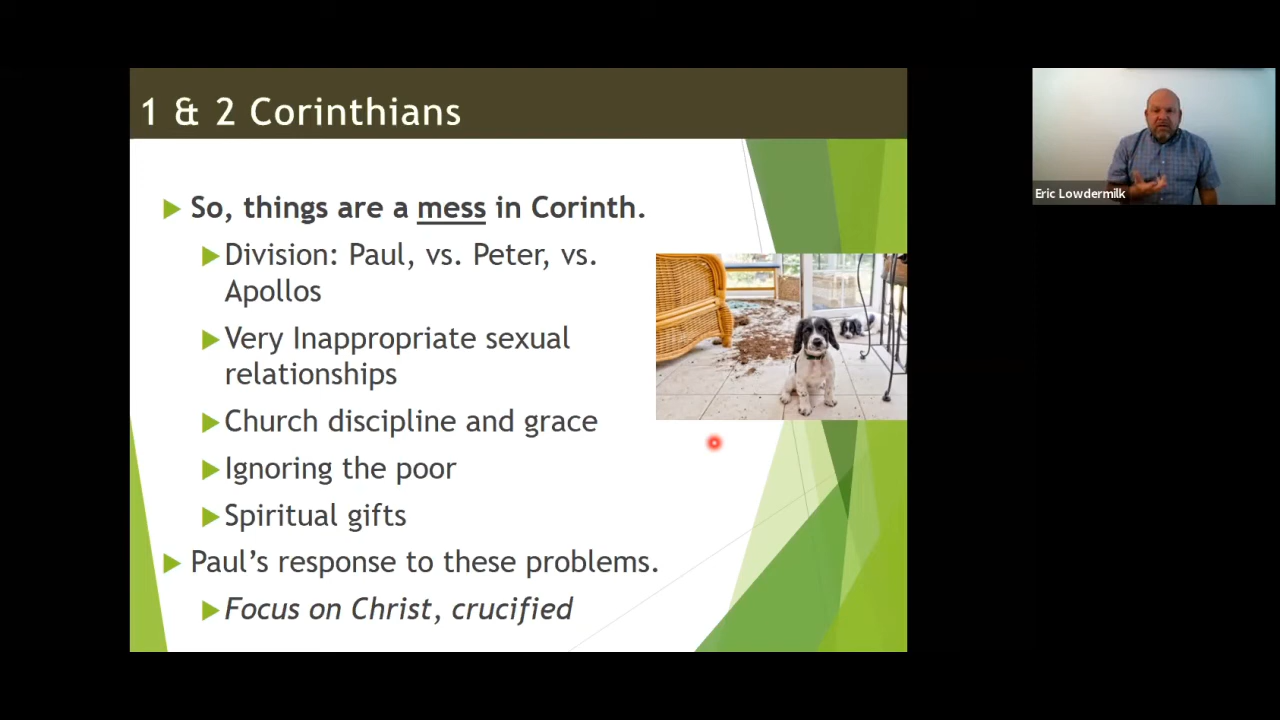 1 & 2 Corinthians
So, things are a mess in Corinth.
Division: Paul, vs. Peter, vs.
Apollos
Very Inappropriate sexual
relationships
Church discipline and grace
Ignoring the poor
Spiritual gifts
Paul’s response to these problems.
Focus on Christ, crucified
Eric Lowdermilk